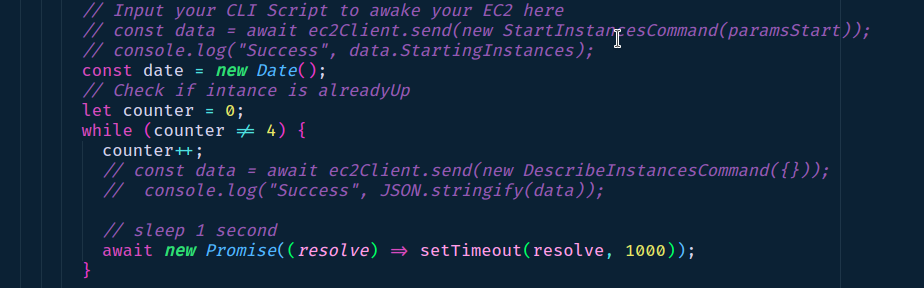 // Input your CLI Script to awake your EC2 here
// const data = await ec2Client.send(new StartInstancesCommand(paramsStart));
// console.log("Success", data.StartingInstances);
const date = new Date();
// Check if intance is alreadyUp
let counter = 0;
while (counter != 4) {
counter++;
// const data = await ec2Client.send(new DescribeInstancesCommand({}));
//  console.log("Success", JSON.stringify(data));
// sleep 1 second
await new Promise((resolve) => setTimeout(resolve, 1000));
}